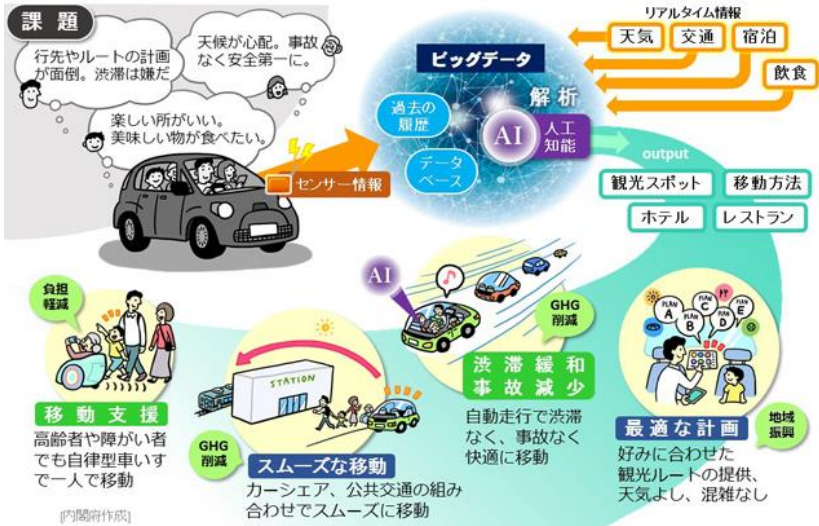 課題
行先やルートの計画
が面倒。渋滞は嫌だ
天候が心配。事故
なく安全第一に。
楽しい所がいい。
美味しい物が食べたい。
センサー情報
ビッグデータ
過去の
履歴
データ
ベース
解析
AI
人工
知能
リアルタイム情報
天気
交通
宿泊
飲食
output
観光スポット
移動方法
ホテル
レストラン
負担
軽減
移動支援
高齢者や障がい者
でも自律型車いす
で一人で移動
STATION
GHG
削減
スムーズな移動
カーシェア、公共交通の組み
合わせでスムーズに移動
AI
GHG
削減
渋滞緩和
事故減少
自動走行で渋滞
なく、事故なく
快適に移動
PLAN
A
PLAN
B
PLAN
C
PLAN
D
PLAN
E
最適な計画
地域
振興
好みに合わせた
観光ルートの提供、
天気よし、混雑なし
[内閣府作成]